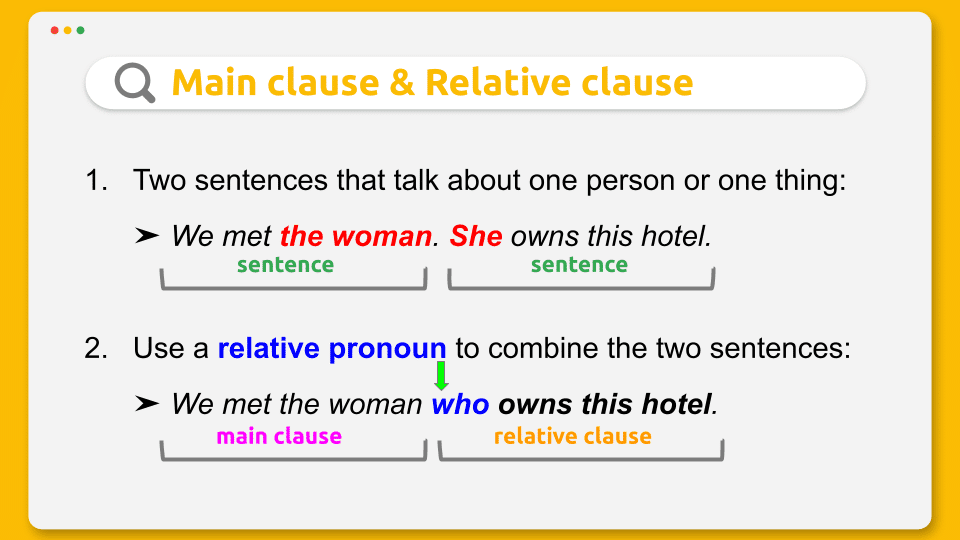 Main clause & Relative clause
1. Two sentences that talk about one person or one thing:
➢ We met the woman. She owns this hotel.
sentence sentence
2. Use a relative pronoun to combine the two sentences:
➢ We met the woman who owns this hotel.
main clause relative clause